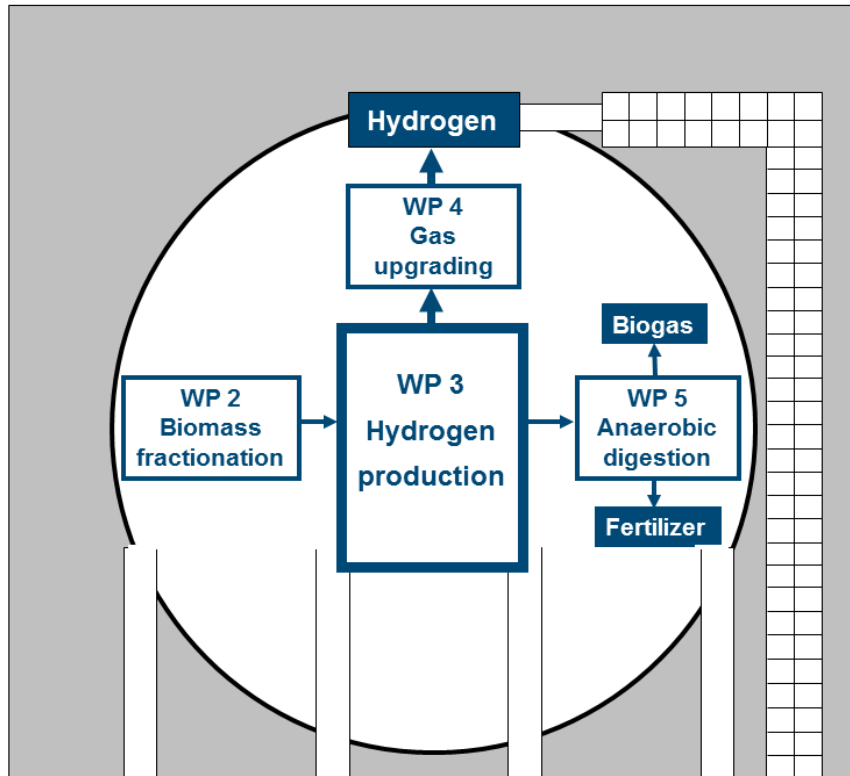 Hydrogen
WP 4
Gas
upgrading
Biogas
WP 2
Biomass
fractionation
WP 3
Hydrogen
production
WP 5
Anaerobic
digestion
Fertilizer